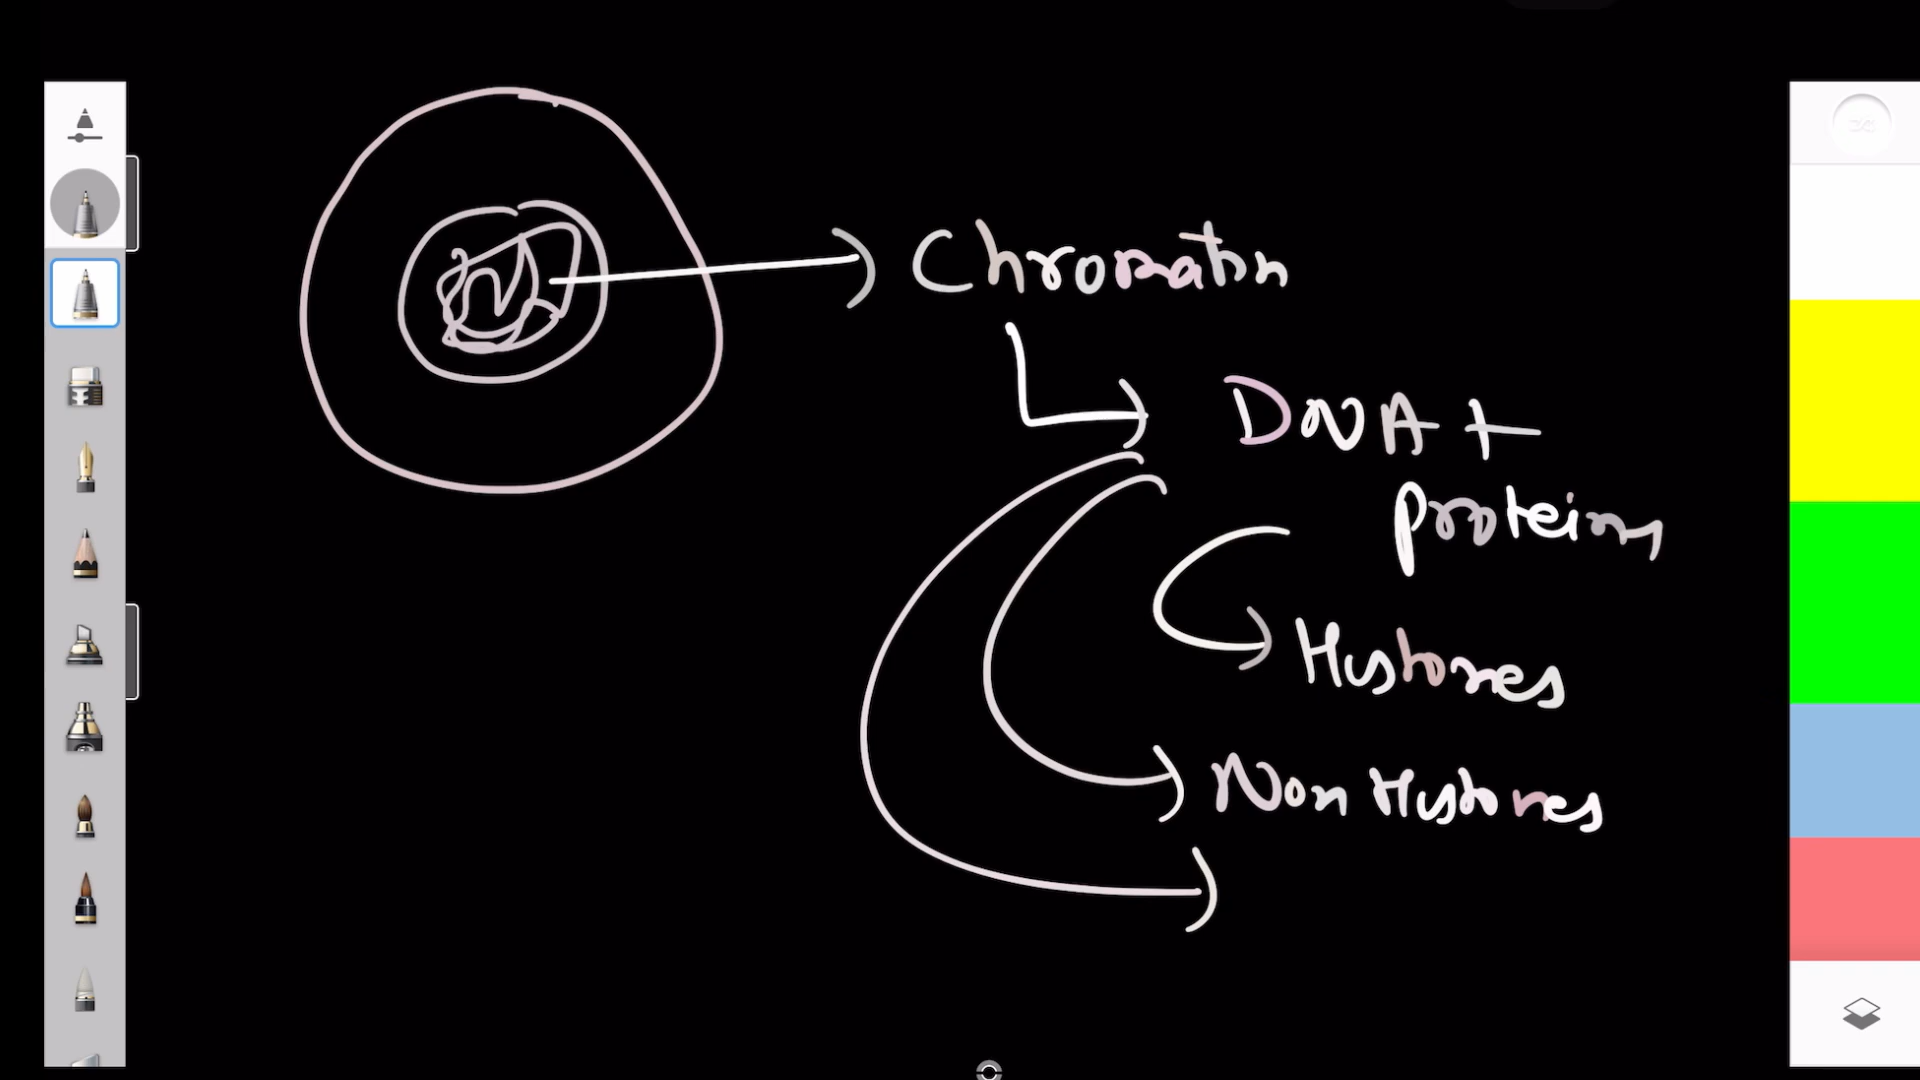 Chromatin
DNA +
proteins
Histones
Non Histones